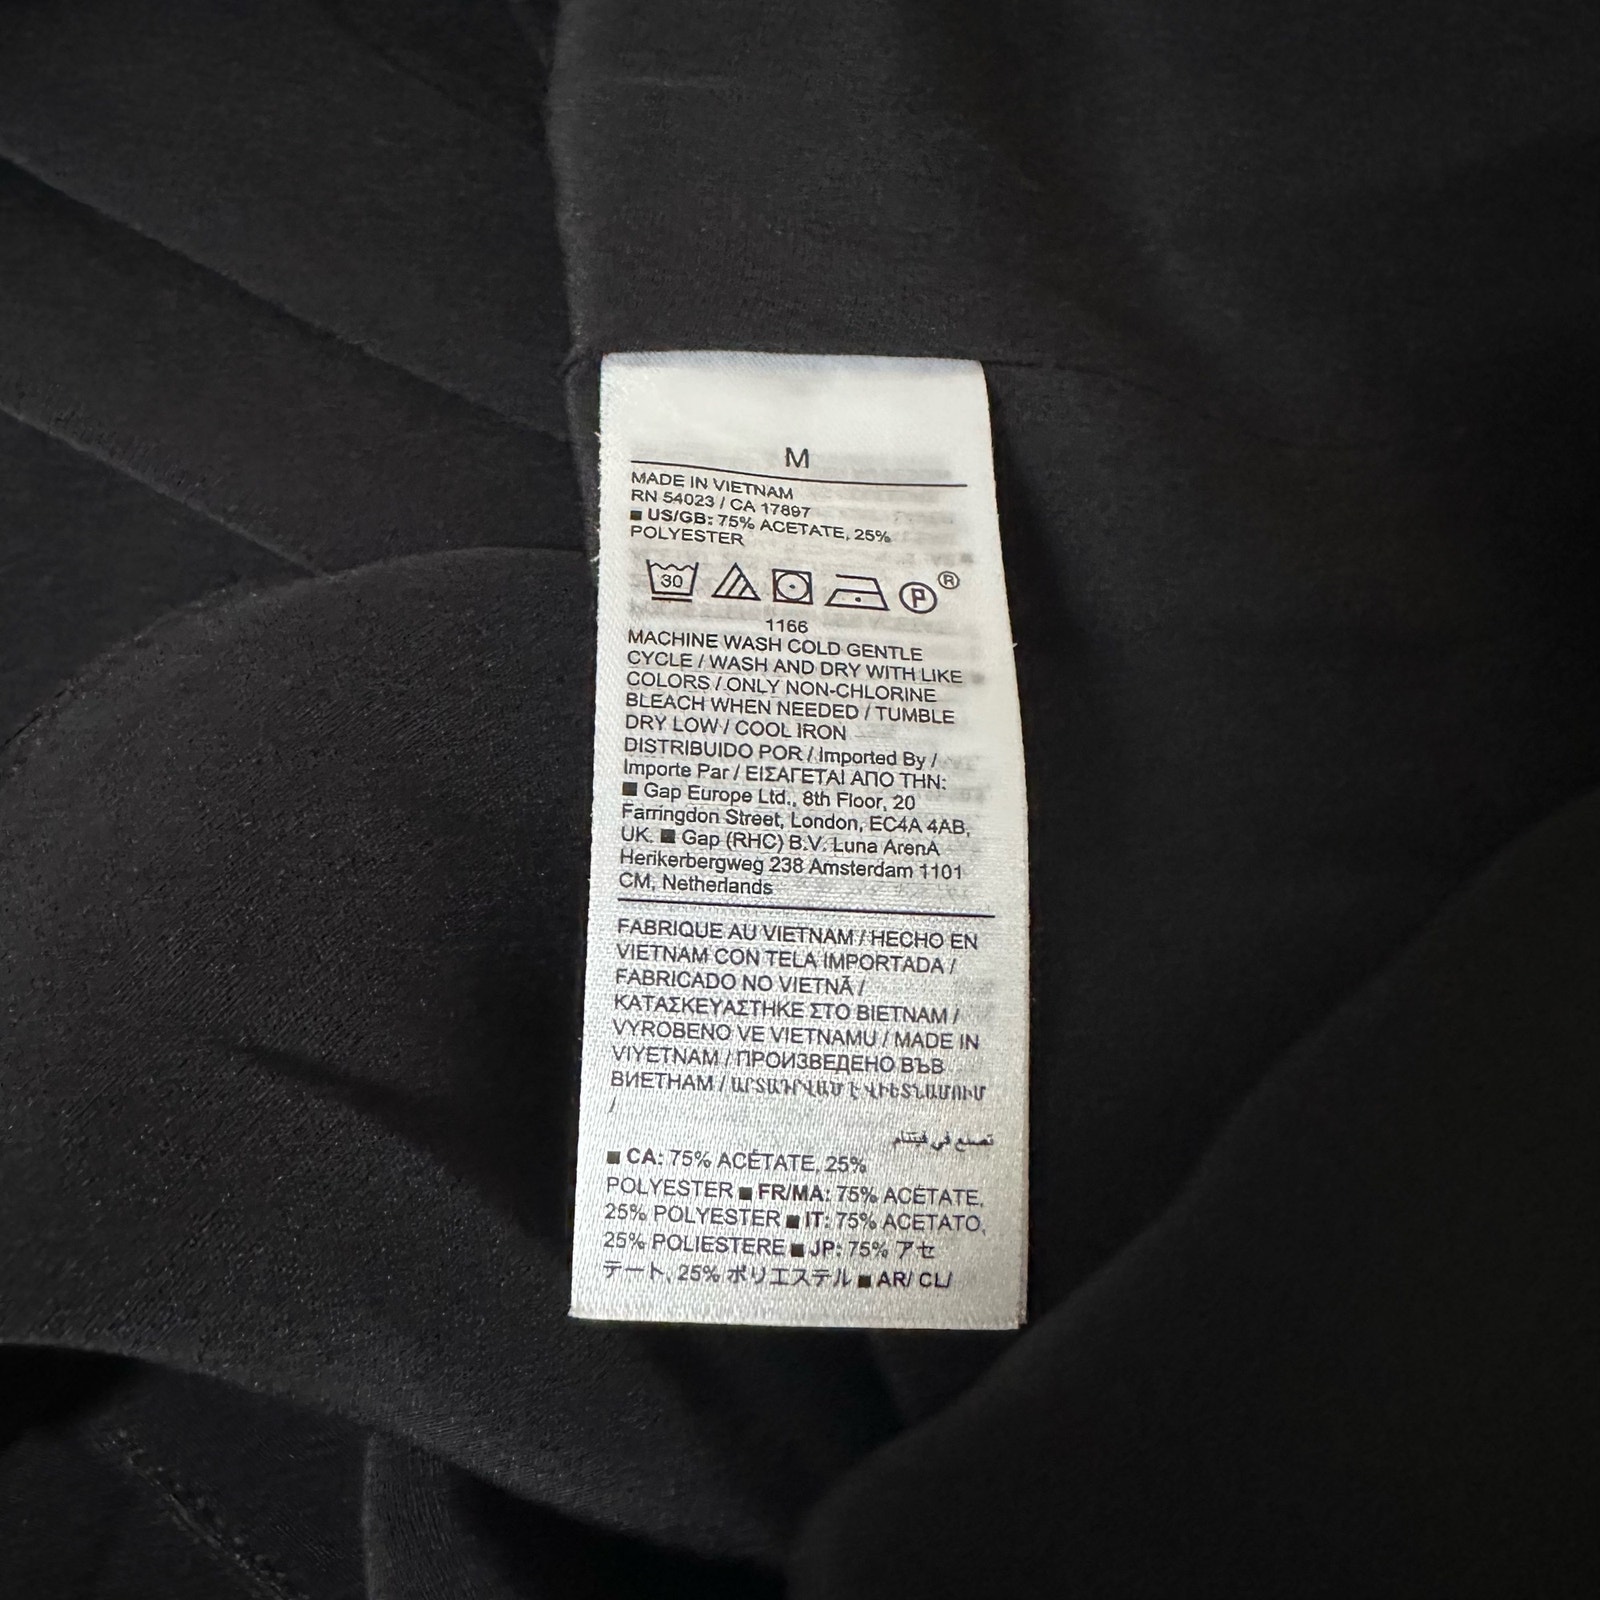 M
MADE IN VIETNAM
RN 54023 / CA 17897
■ US/GB: 75% ACETATE, 25%
POLYESTER
30
P ®
1166
MACHINE WASH COLD GENTLE
CYCLE / WASH AND DRY WITH LIKE
COLORS / ONLY NON-CHLORINE
BLEACH WHEN NEEDED / TUMBLE
DRY LOW / COOL IRON
DISTRIBUIDO POR / Imported By /
Importe Par / ΕΙΣΑΓΕΤΑΙ ΑΠΟ ΤΗΝ:
■ Gap Europe Ltd., 8th Floor, 20
Farringdon Street, London, EC4A 4AB,
UK. ■ Gap (RHC) B.V. Luna ArenA
Herikerbergweg 238 Amsterdam 1101
CM, Netherlands
FABRIQUE AU VIETNAM / HECHO EN
VIETNAM CON TELA IMPORTADA /
FABRICADO NO VIETNÃ /
ΚΑΤΑΣΚΕΥΑΣΤΗΚΕ ΣΤΟ ΒΙΕΤΝΑΜ /
VYROBENO VE VIETNAMU / MADE IN
VIYETNAM / ПРОИЗВЕДЕНО ВЪВ
ВИЕТНАМ / ԱՐՏԱԴՐՎԱԾ Է ՎԻԵՏՆԱՄՈՒՄ
/
تصنع في فيتنام
■ CA: 75% ACÉTATE, 25%
POLYESTER ■ FR/MA: 75% ACÉTATE,
25% POLYESTER ■ IT: 75% ACETATO,
25% POLIESTERE ■ JP: 75% アセ
テート, 25% ポリエステル ■ AR/ CL/